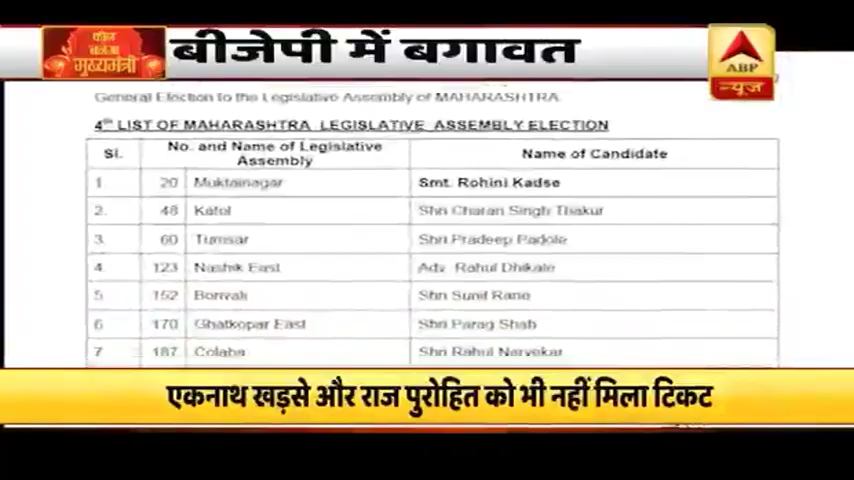 कौन
बनेगा
मुख्यमंत्री
बीजेपी में बगावत
ABP
न्यूज़
General Election to the Legislative Assembly of MAHARASHTRA
4th LIST OF MAHARASHTRA LEGISLATIVE ASSEMBLY ELECTION
Sl. No. and Name of Legislative Assembly Name of Candidate
1 20 Muktainagar Smt. Rohini Kadse
2. 48 Katol Shri Charan Singh Thakur
3. 60 Tumsar Shri Pradeep Padole
4. 123 Nashik East Adv. Rahul Dhikale
5 152 Borivali Shri Sunil Rane
6 170 Ghatkopar East Shri Parag Shah
7 187 Colaba Shri Rahul Narvekar
एकनाथ खड़से और राज पुरोहित को भी नहीं मिला टिकट